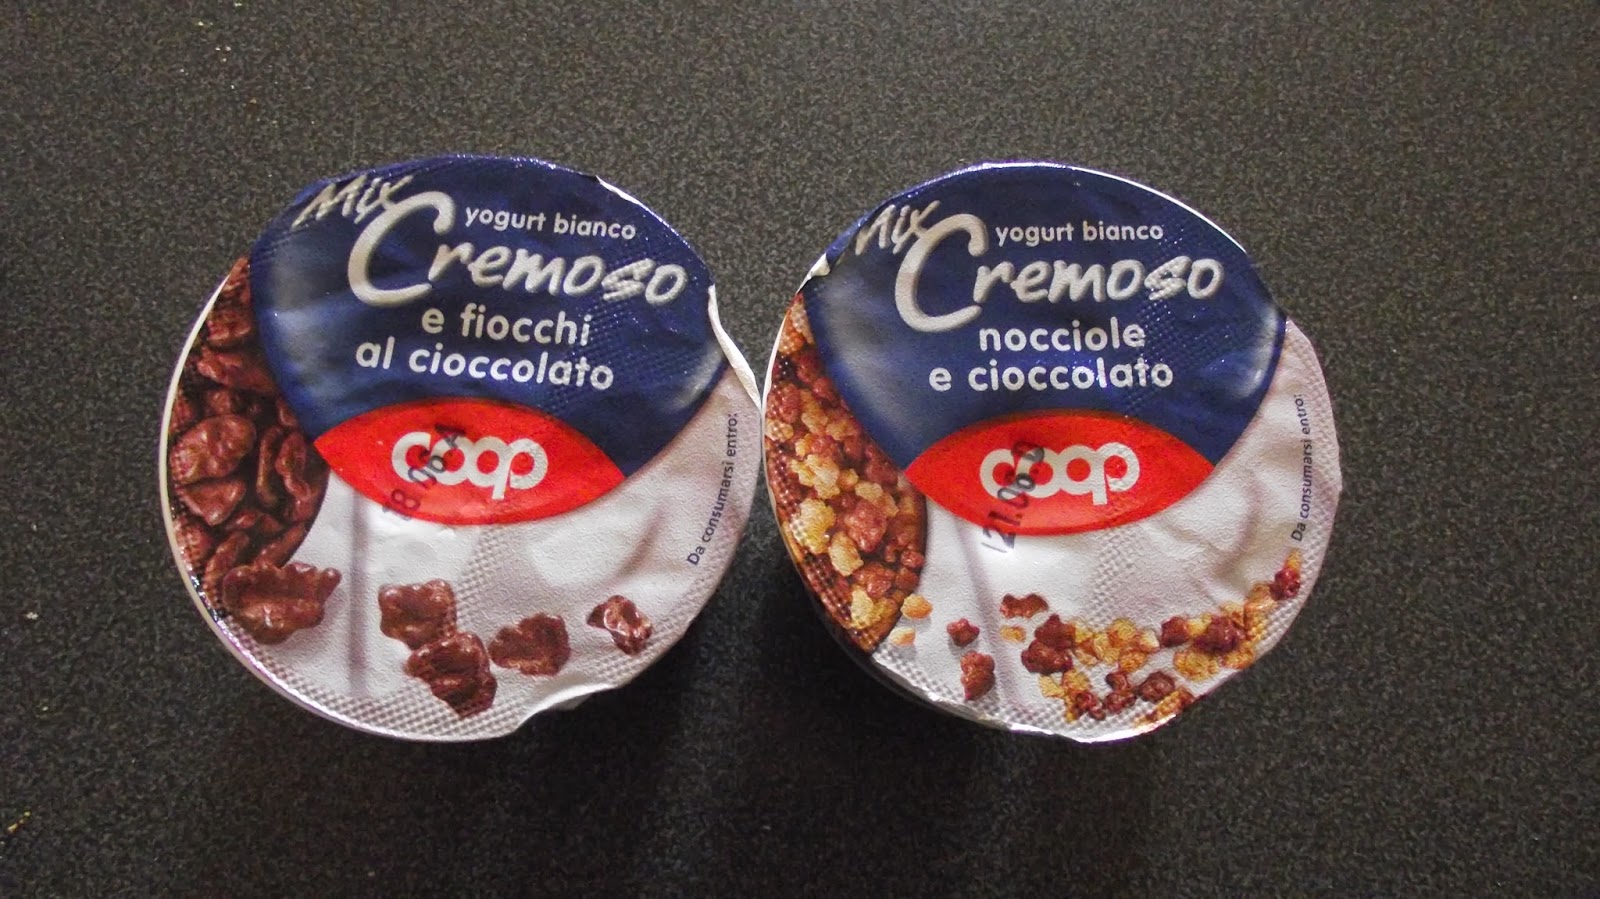 Mix
yogurt bianco
Cremoso
e fiocchi
al cioccolato
coop
Da consumarsi entro:
Mix
yogurt bianco
Cremoso
nocciole
e cioccolato
coop
Da consumarsi entro: